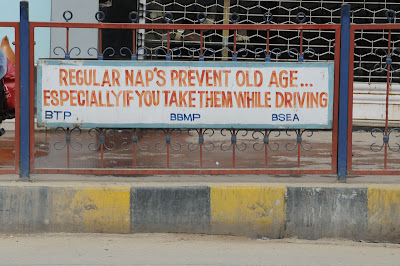 REGULAR NAP'S PREVENT OLD AGE...
ESPECIALLY IF YOU TAKE THEM WHILE DRIVING
BTP BBMP BSEA